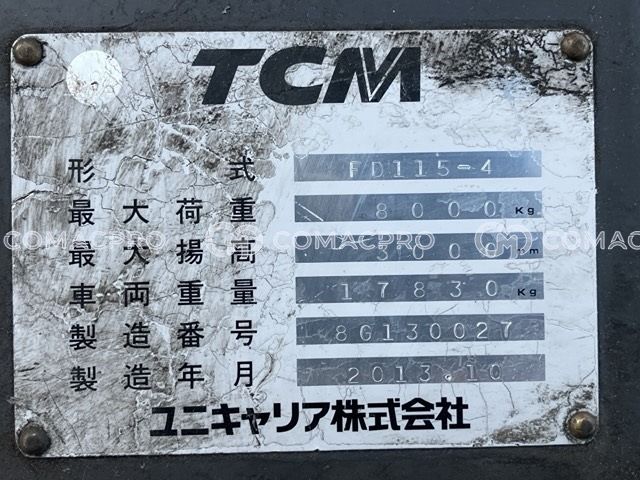 TCM
形式 FD115-4
最大荷重 8000 Kg
最大揚高 3000 mm
車両重量 17830 Kg
製造番号 8G130027
製造年月 2013.10
ユニキャリア株式会社
COMACPRO COMACPRO COMACPRO